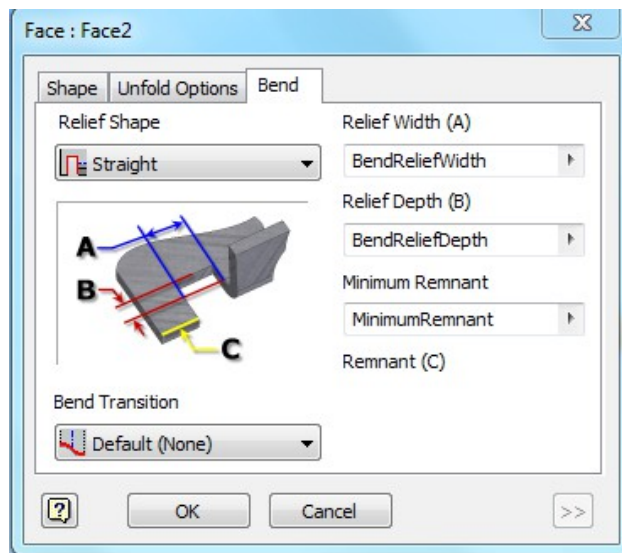 Face : Face2
Shape
Unfold Options
Bend
Relief Shape
Straight
A
B
C
Bend Transition
Default (None)
Relief Width (A)
BendReliefWidth
Relief Depth (B)
BendReliefDepth
Minimum Remnant
MinimumRemnant
Remnant (C)
?
OK
Cancel
>>